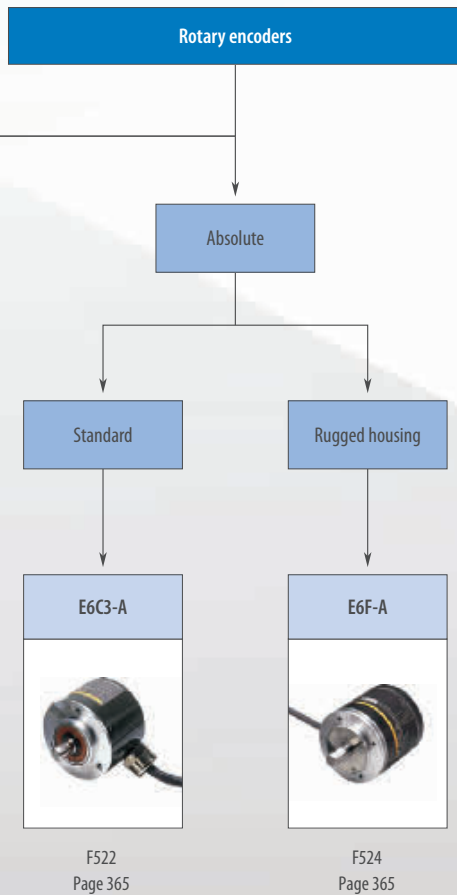 Rotary encoders
Absolute
Standard
Rugged housing
E6C3-A
E6F-A
F522
Page 365
F524
Page 365